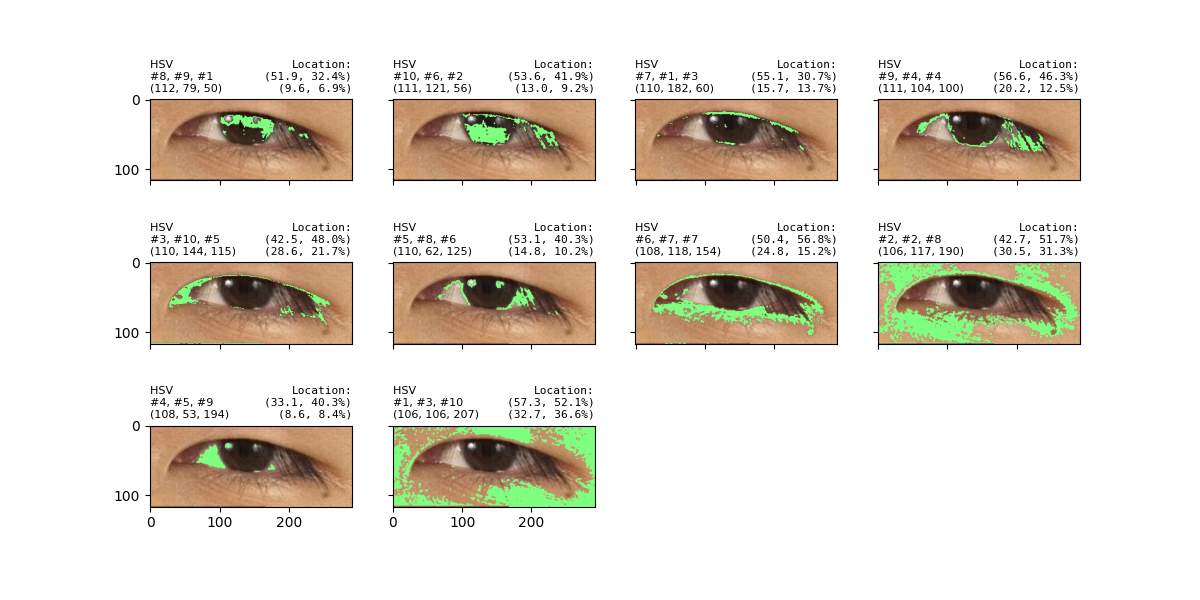 HSV Location:
#8, #9, #1 (51.9, 32.4%)
(112, 79, 50) (9.6, 6.9%)
HSV Location:
#10, #6, #2 (53.6, 41.9%)
(111, 121, 56) (13.0, 9.2%)
HSV Location:
#7, #1, #3 (55.1, 30.7%)
(110, 182, 60) (15.7, 13.7%)
HSV Location:
#9, #4, #4 (56.6, 46.3%)
(111, 104, 100) (20.2, 12.5%)
0
100
HSV Location:
#3, #10, #5 (42.5, 48.0%)
(110, 144, 115) (28.6, 21.7%)
HSV Location:
#5, #8, #6 (53.1, 40.3%)
(110, 62, 125) (14.8, 10.2%)
HSV Location:
#6, #7, #7 (50.4, 56.8%)
(108, 118, 154) (24.8, 15.2%)
HSV Location:
#2, #2, #8 (42.7, 51.7%)
(106, 117, 190) (30.5, 31.3%)
0
100
HSV Location:
#4, #5, #9 (33.1, 40.3%)
(108, 53, 194) (8.6, 8.4%)
HSV Location:
#1, #3, #10 (57.3, 52.1%)
(106, 106, 207) (32.7, 36.6%)
0
100
0 100 200
0 100 200